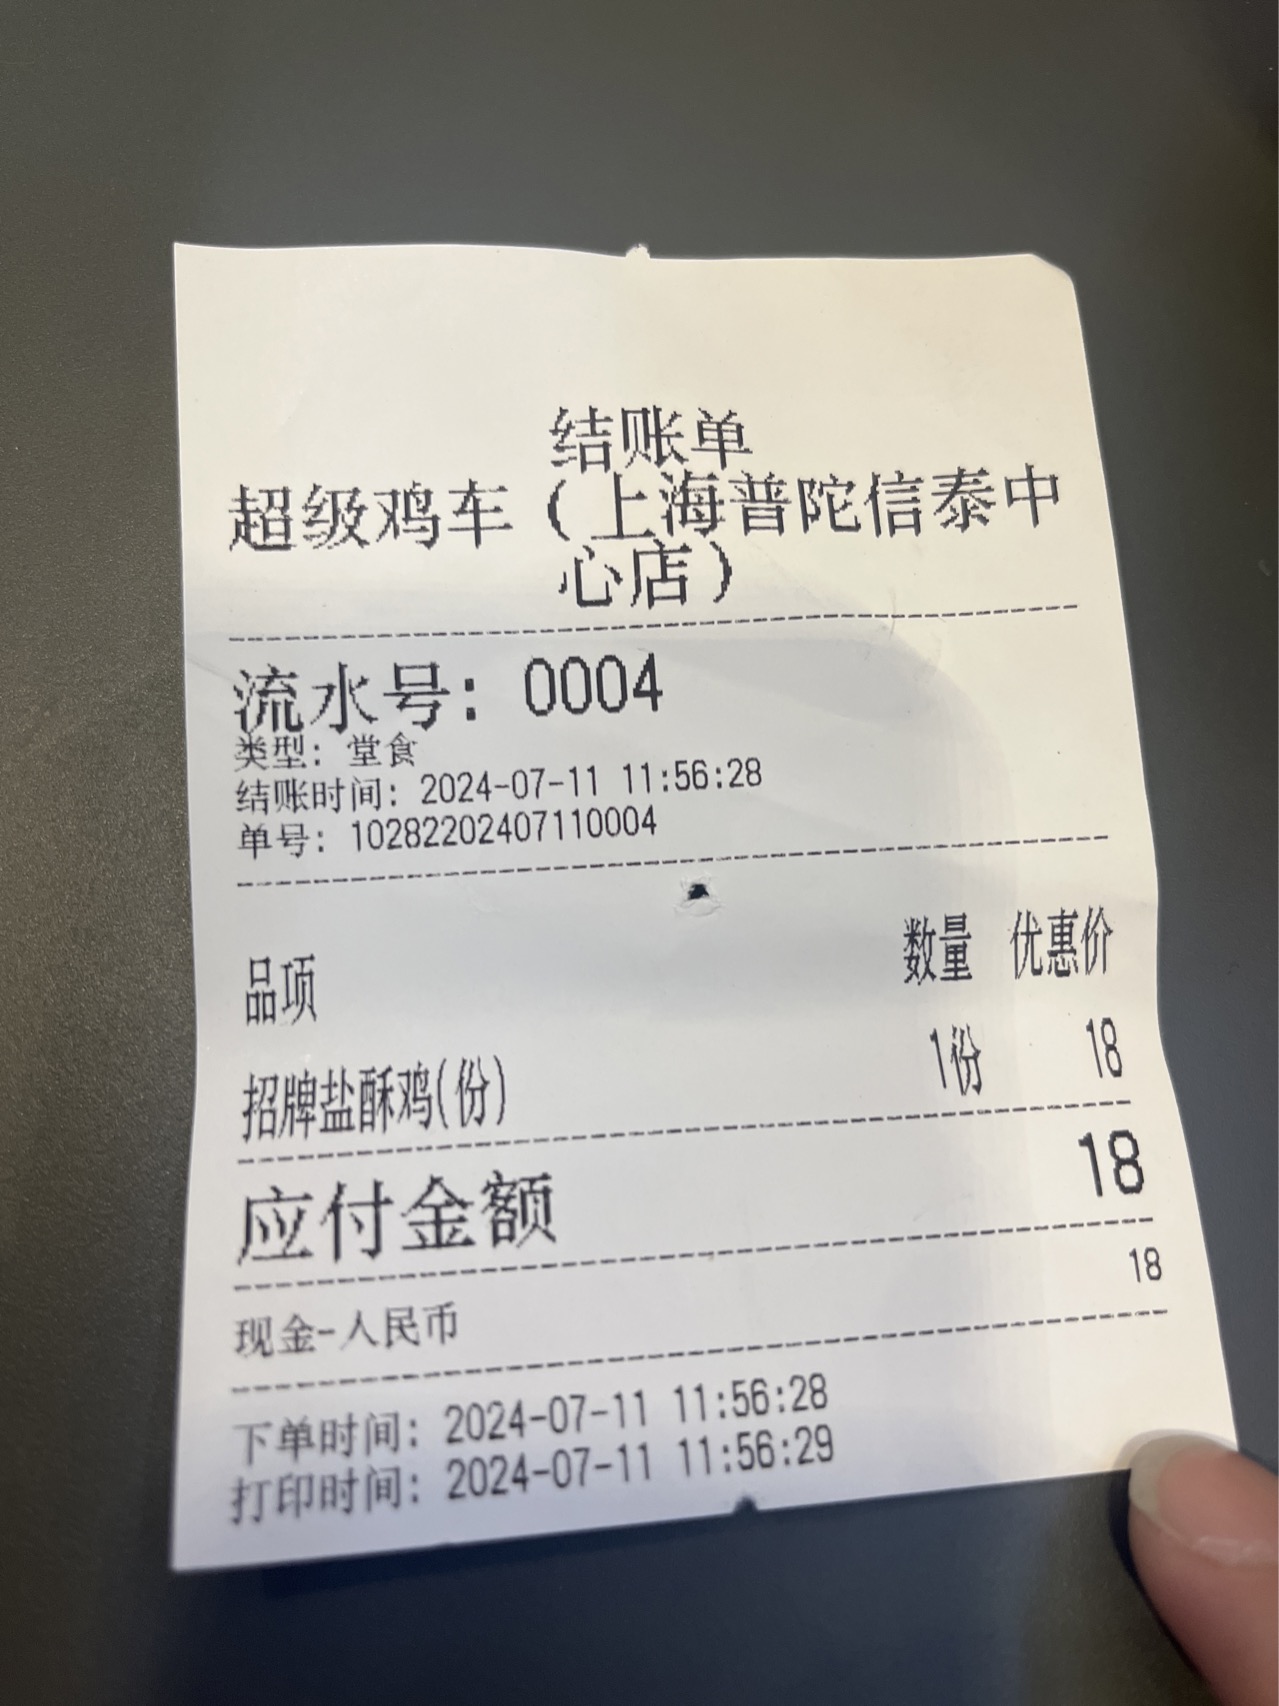 结账单
超级鸡车（上海普陀信泰中
心店）
流水号：0004
类型：堂食
结账时间：2024-07-11 11:56:28
单号：10282202407110004
品项 数量 优惠价
招牌盐酥鸡(份) 1份 18
应付金额 18
现金-人民币 18
下单时间：2024-07-11 11:56:28
打印时间：2024-07-11 11:56:29